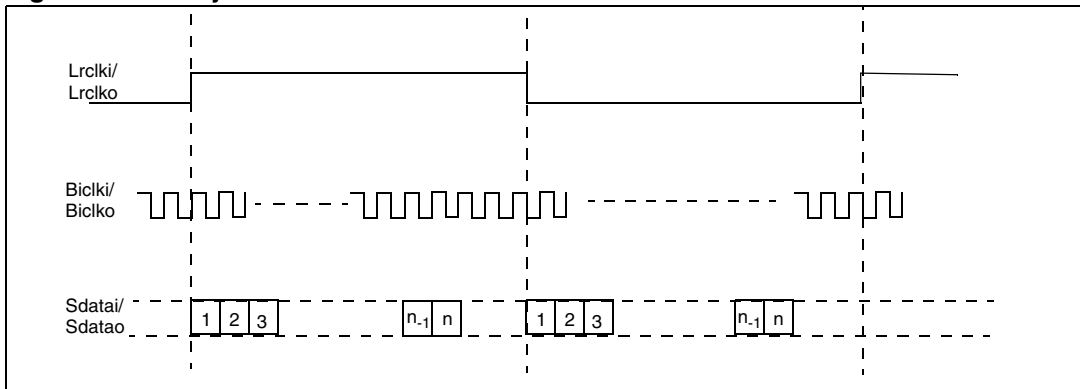 Lrclki/
Lrclko
Biclki/
Biclko
Sdatai/
Sdatao
1 2 3 n-1 n 1 2 3 n-1 n